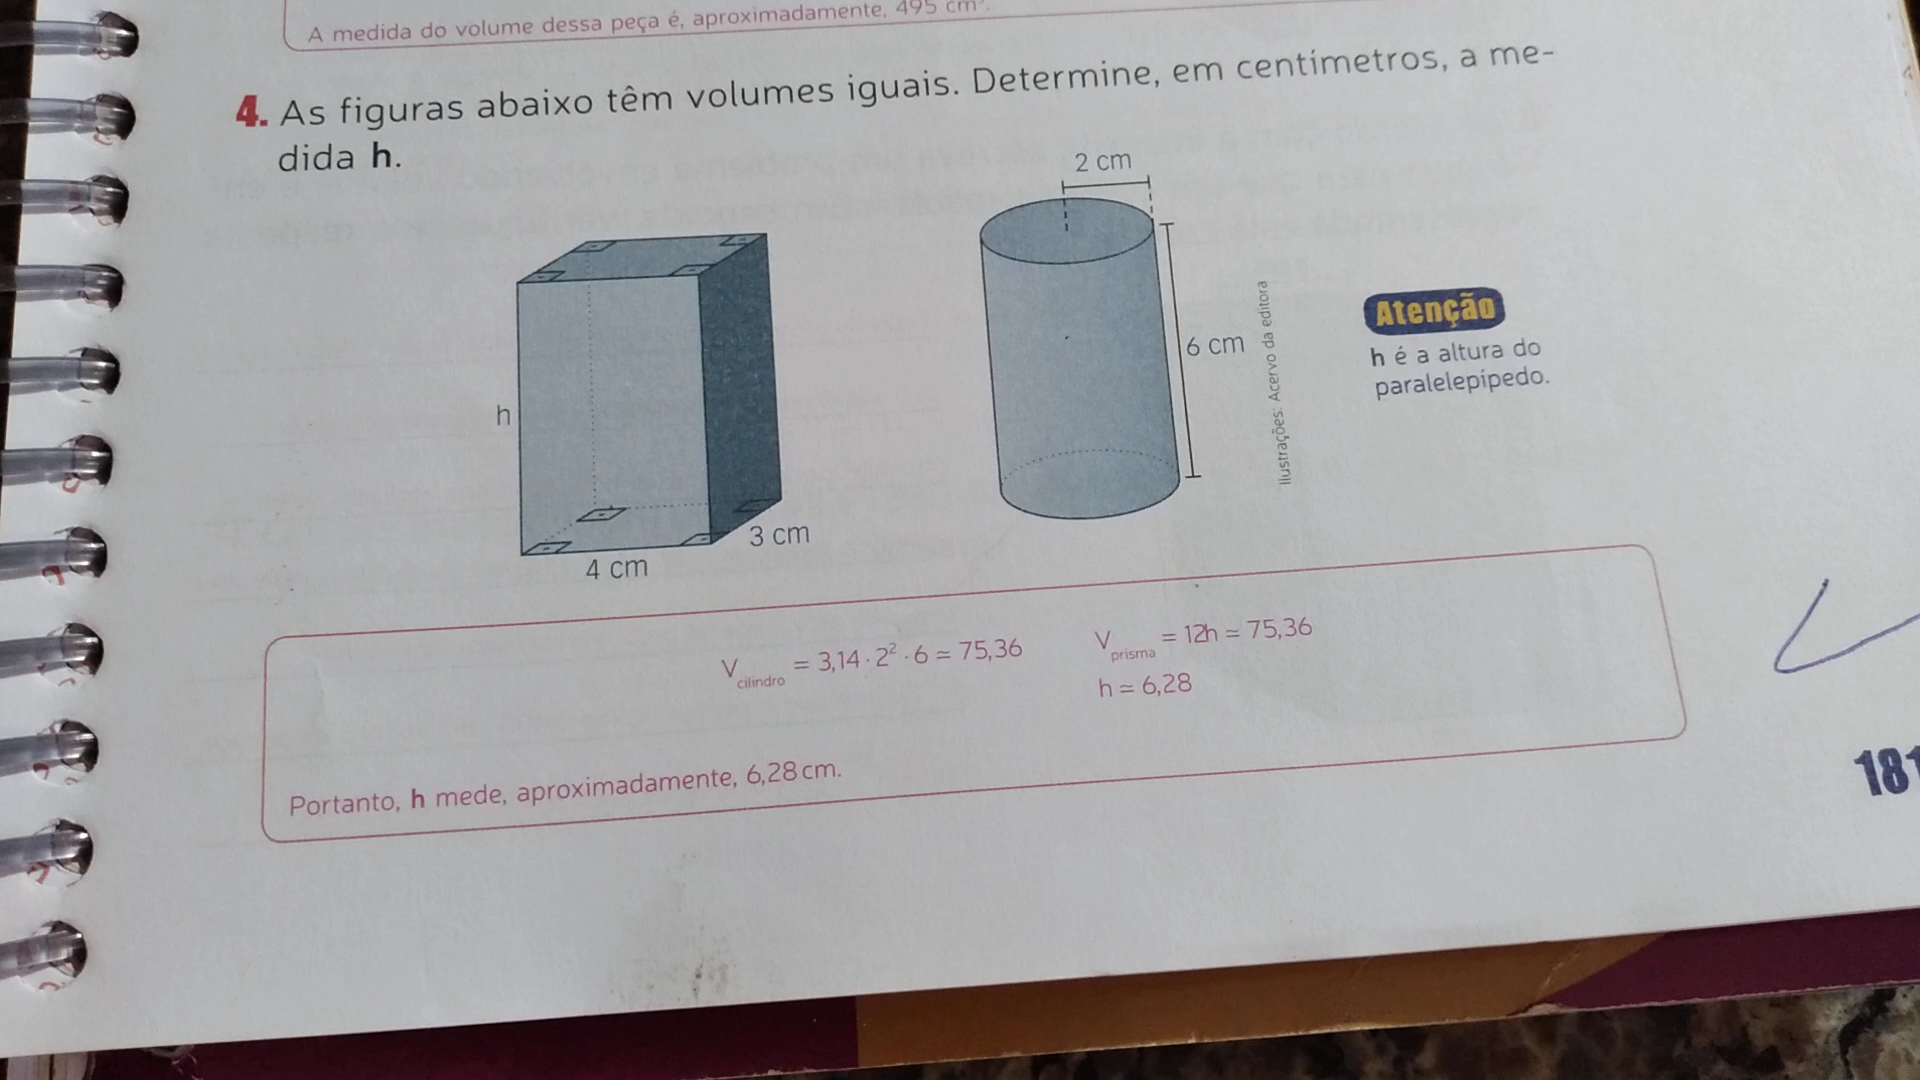 A medida do volume dessa peça é, aproximadamente, 495 cm³.
4. As figuras abaixo têm volumes iguais. Determine, em centímetros, a me-
dida h.
2 cm
h
6 cm
3 cm
4 cm
Ilustrações: Acervo da editora
Atenção
h é a altura do
paralelepípedo.
V cilindro = 3,14 · 2² · 6 ≃ 75,36
V prisma = 12h ≃ 75,36
h ≃ 6,28
Portanto, h mede, aproximadamente, 6,28 cm.
181